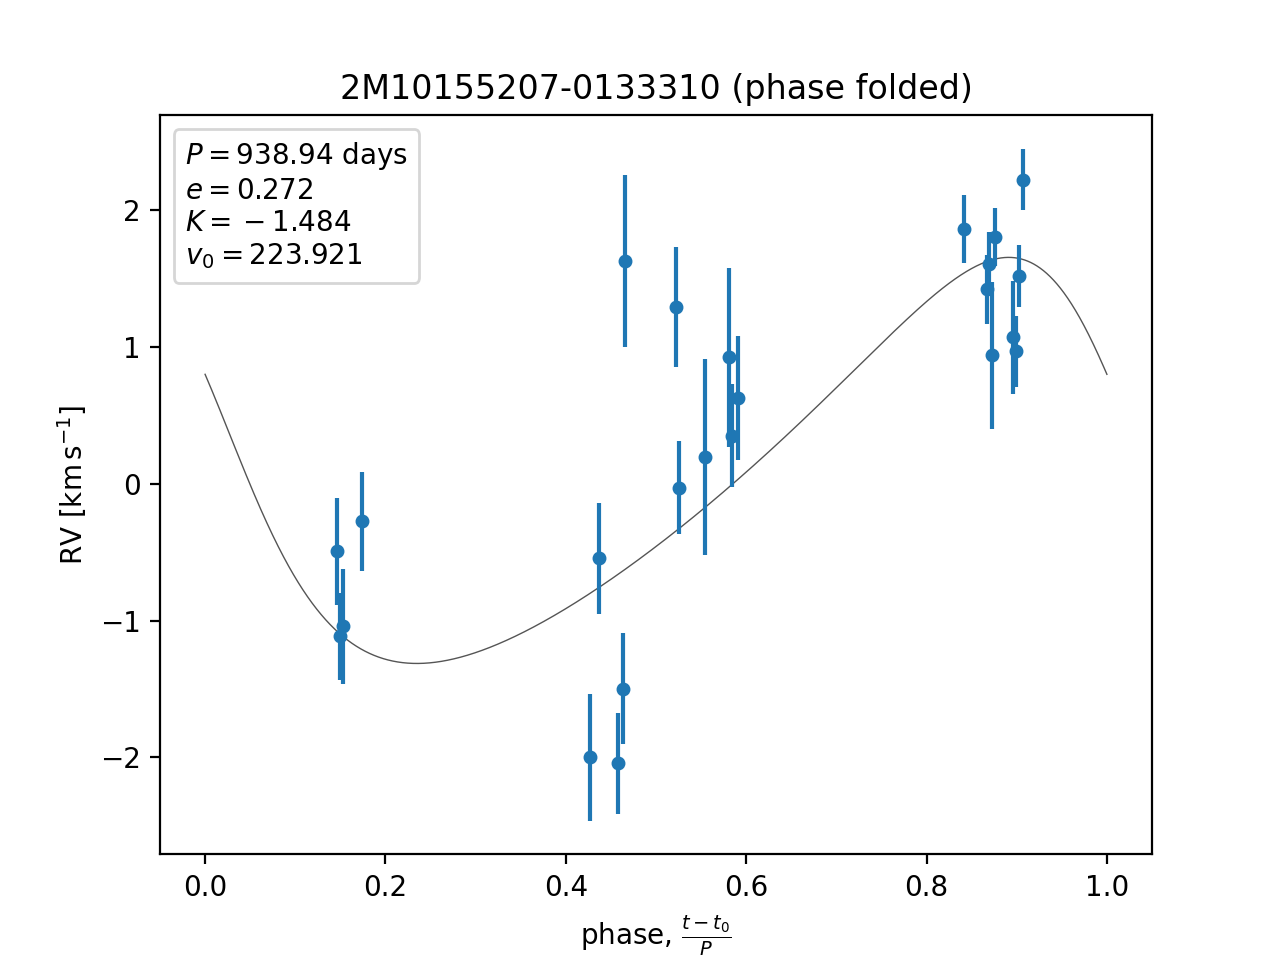 2M10155207-0133310 (phase folded)
P = 938.94 days
e = 0.272
K = −1.484
v₀ = 223.921
2
1
0
−1
−2
RV [km s⁻¹]
0.0 0.2 0.4 0.6 0.8 1.0
phase, (t − t₀)/P